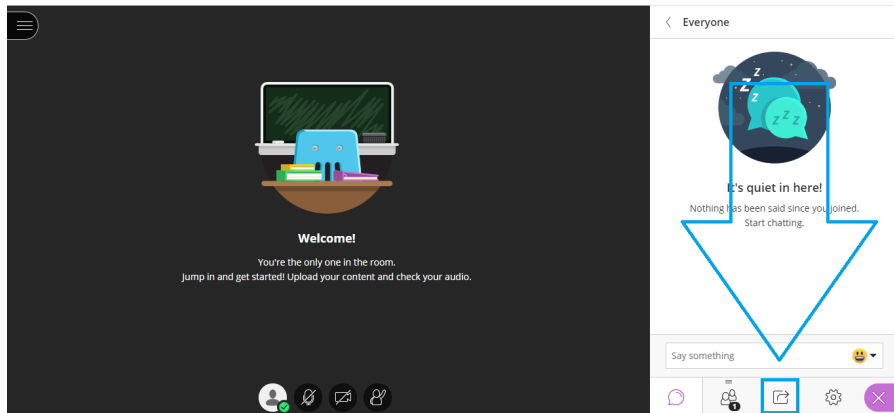 Everyone
z
z
z
z z z
It's quiet in here!
Nothing has been said since you joined.
Start chatting.
Welcome!
You're the only one in the room.
Jump in and get started! Upload your content and check your audio.
Say something
1